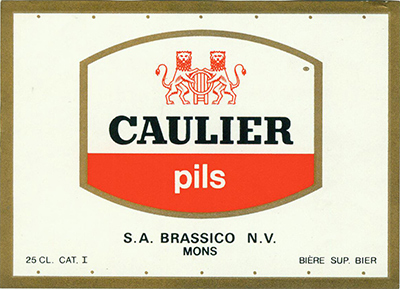 CAULIER
pils
S.A. BRASSICO N.V.
MONS
25 CL. CAT. I
BIÈRE SUP. BIER